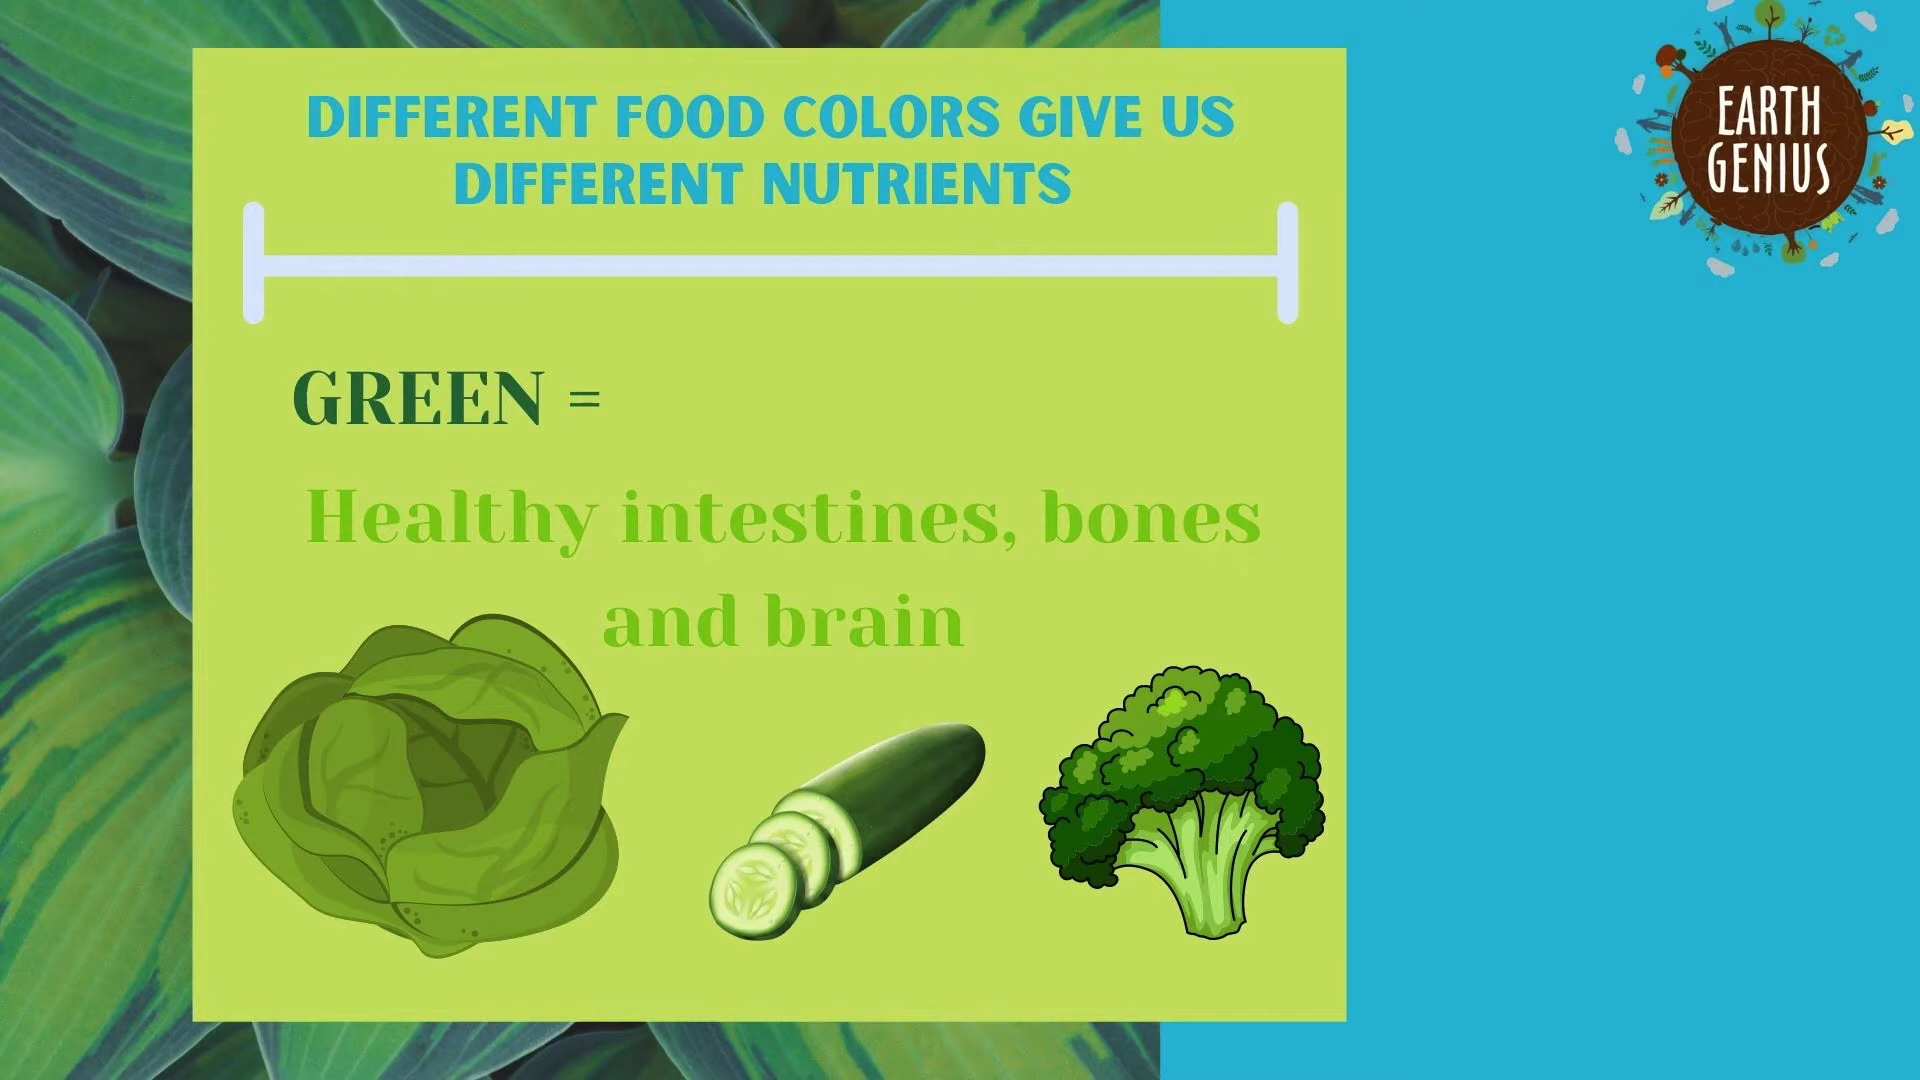 DIFFERENT FOOD COLORS GIVE US
DIFFERENT NUTRIENTS
GREEN =
Healthy intestines, bones
and brain
EARTH
GENIUS